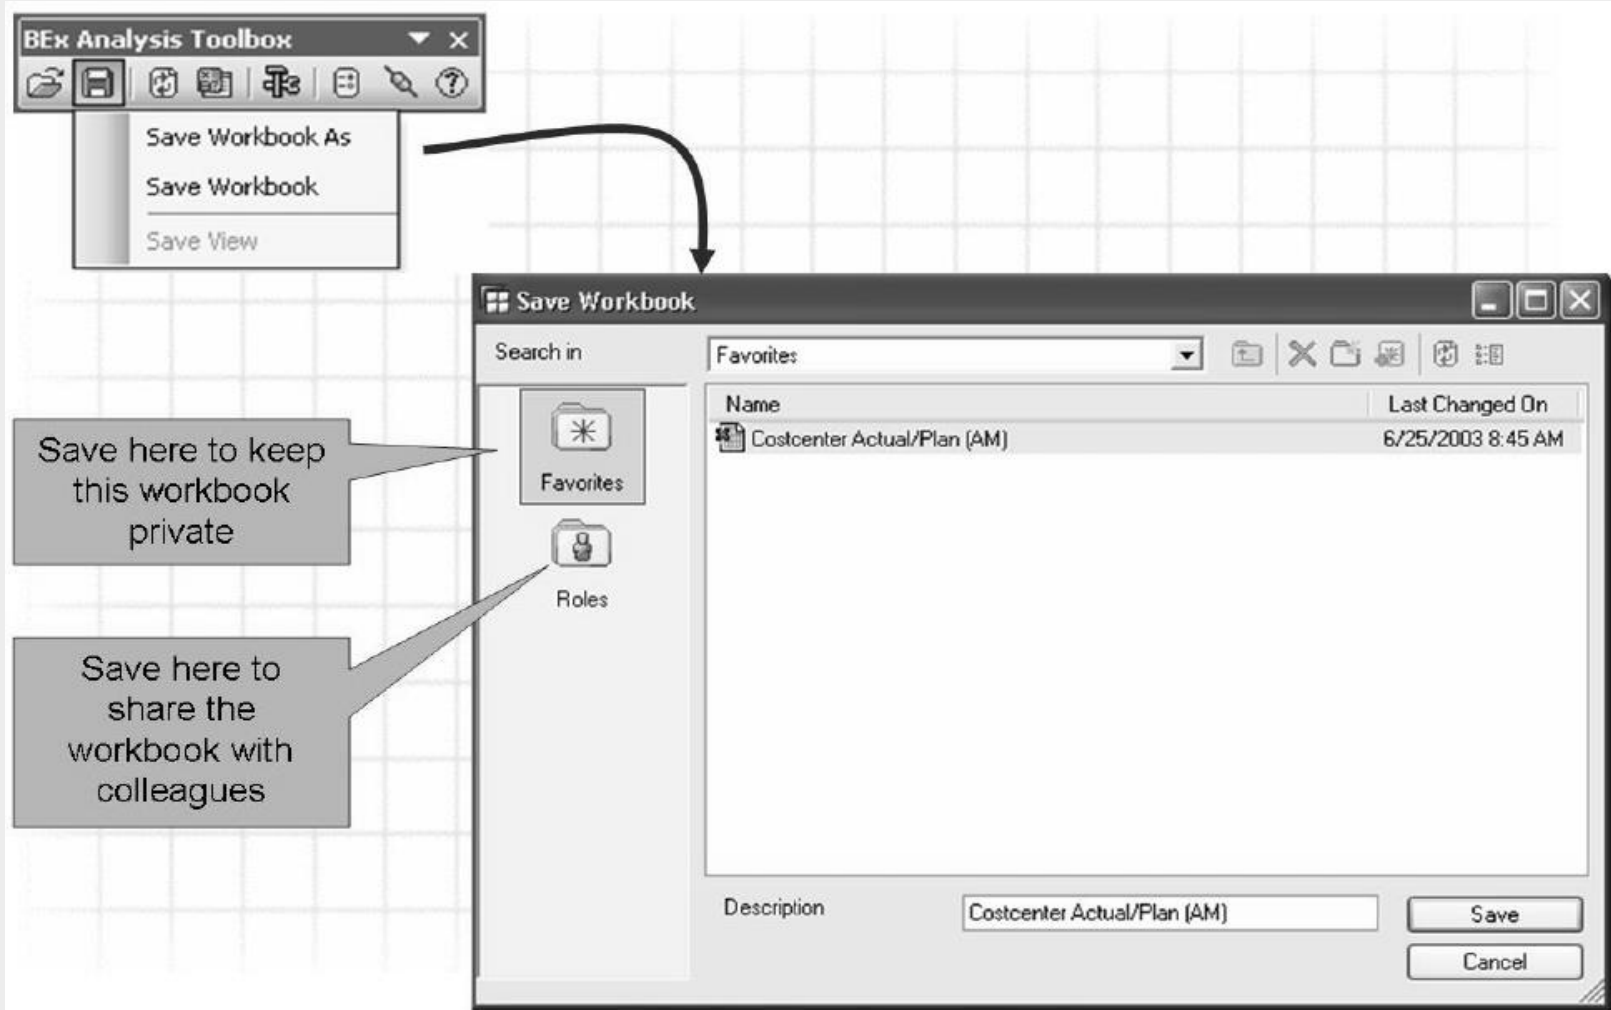 BEx Analysis Toolbox
Save Workbook As
Save Workbook
Save View
Save Workbook
Search in
Favorites
Name
Last Changed On
Costcenter Actual/Plan (AM)
6/25/2003 8:45 AM
Favorites
Roles
Save here to keep
this workbook
private
Save here to
share the
workbook with
colleagues
Description
Costcenter Actual/Plan (AM)
Save
Cancel